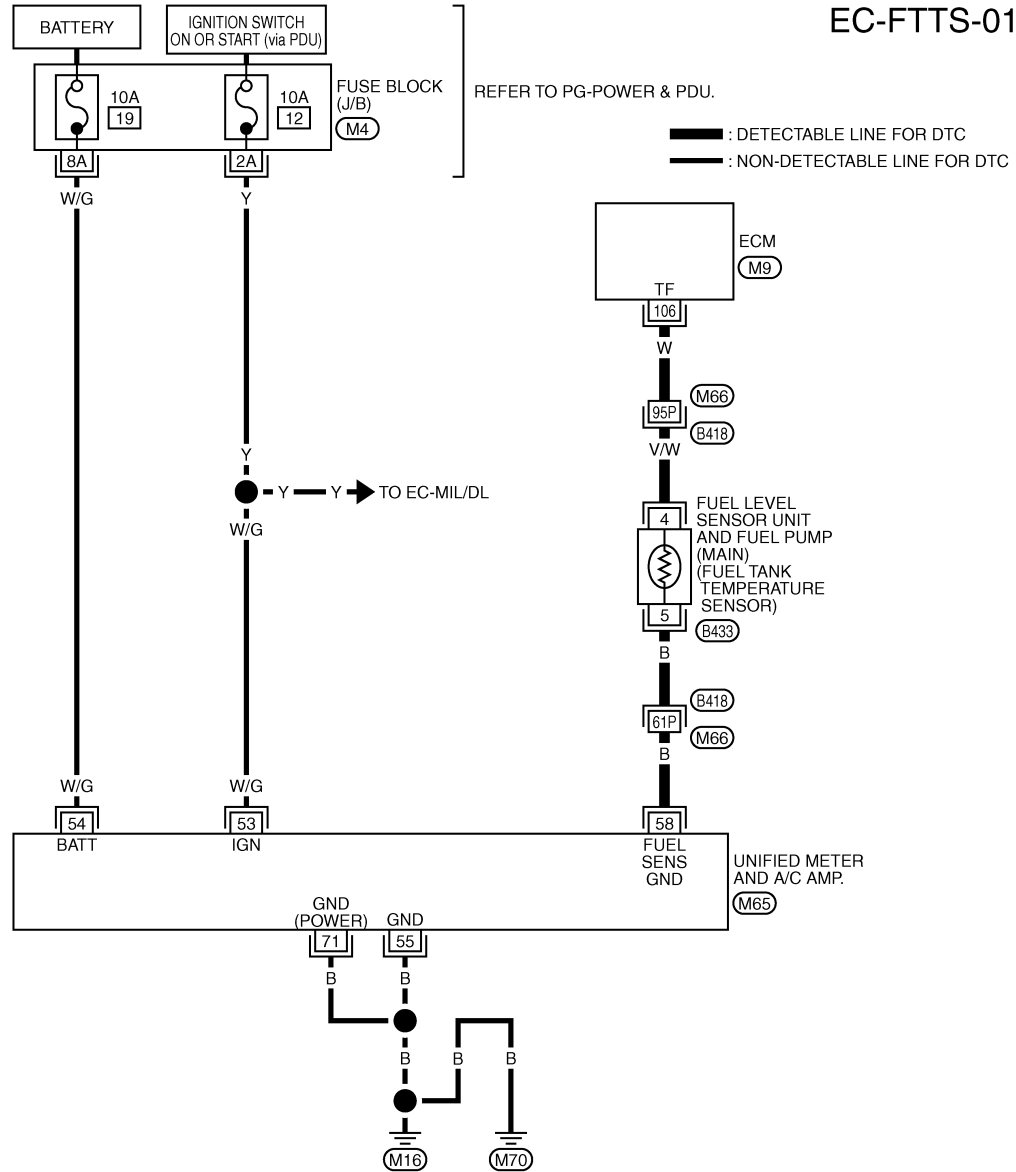 EC-FTTS-01
BATTERY
IGNITION SWITCH
ON OR START (via PDU)
10A
19
10A
12
FUSE BLOCK
(J/B)
M4
REFER TO PG-POWER & PDU.
8A
2A
W/G
Y
: DETECTABLE LINE FOR DTC
: NON-DETECTABLE LINE FOR DTC
ECM
M9
TF
106
W
M66
95P
B418
V/W
Y
Y
Y
TO EC-MIL/DL
W/G
4
FUEL LEVEL
SENSOR UNIT
AND FUEL PUMP
(MAIN)
(FUEL TANK
TEMPERATURE
SENSOR)
5
B433
B
B418
61P
M66
B
W/G
W/G
54
53
58
BATT
IGN
FUEL
SENS
GND
UNIFIED METER
AND A/C AMP.
M65
GND
(POWER)
GND
71
55
B
B
B
B
B
M16
M70